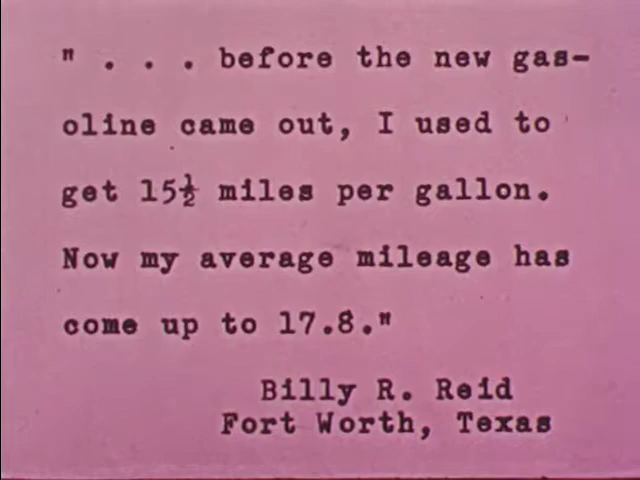 " . . . before the new gas-
oline came out, I used to
get 15½ miles per gallon.
Now my average mileage has
come up to 17.8."
Billy R. Reid
Fort Worth, Texas